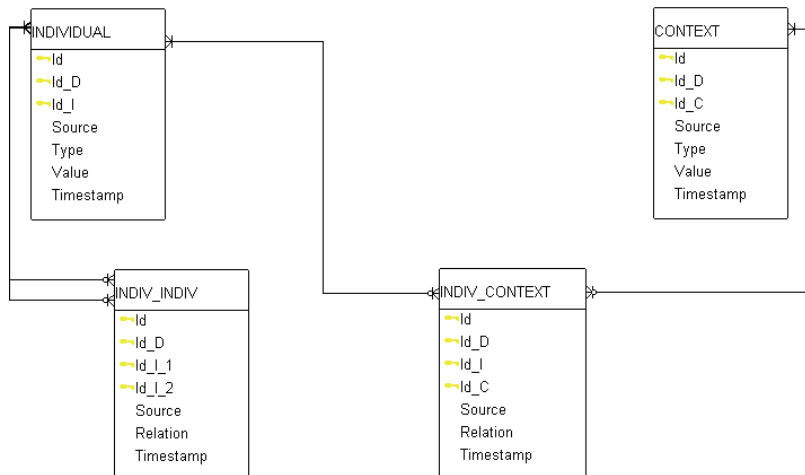 INDIVIDUAL
Id
Id_D
Id_I
Source
Type
Value
Timestamp
CONTEXT
Id
Id_D
Id_C
Source
Type
Value
Timestamp
INDIV_INDIV
Id
Id_D
Id_I_1
Id_I_2
Source
Relation
Timestamp
INDIV_CONTEXT
Id
Id_D
Id_I
Id_C
Source
Relation
Timestamp